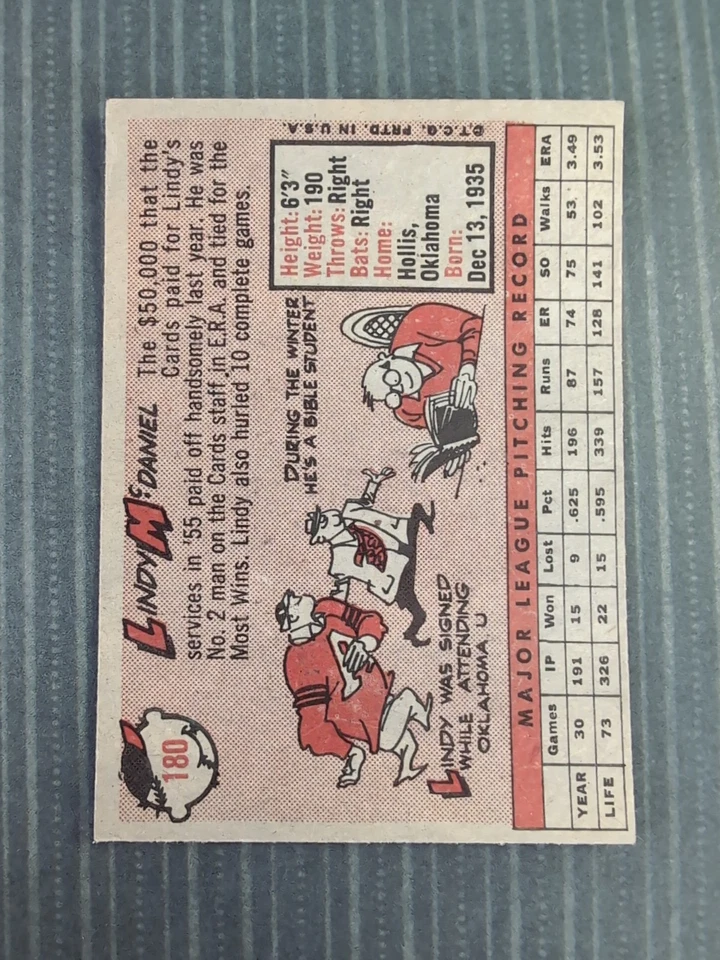 180
LINDY McDANIEL The $50,000 that the
Cards paid for Lindy's
services in '55 paid off handsomely last year. He was
No. 2 man on the Cards staff in E.R.A. and tied for the
Most Wins. Lindy also hurled 10 complete games.
LINDY WAS SIGNED
WHILE ATTENDING
OKLAHOMA U
DURING THE WINTER
HE'S A BIBLE STUDENT
Height: 6'3"
Weight: 190
Throws: Right
Bats: Right
Home:
Hollis,
Oklahoma
Born:
Dec 13, 1935
©T.C.G. PRTD. IN U.S.A.
MAJOR LEAGUE PITCHING RECORD
Games IP Won Lost Pct Hits Runs ER SO Walks ERA
YEAR 30 191 15 9 .625 196 87 74 75 53 3.49
LIFE 73 326 22 15 .595 339 157 128 141 102 3.53